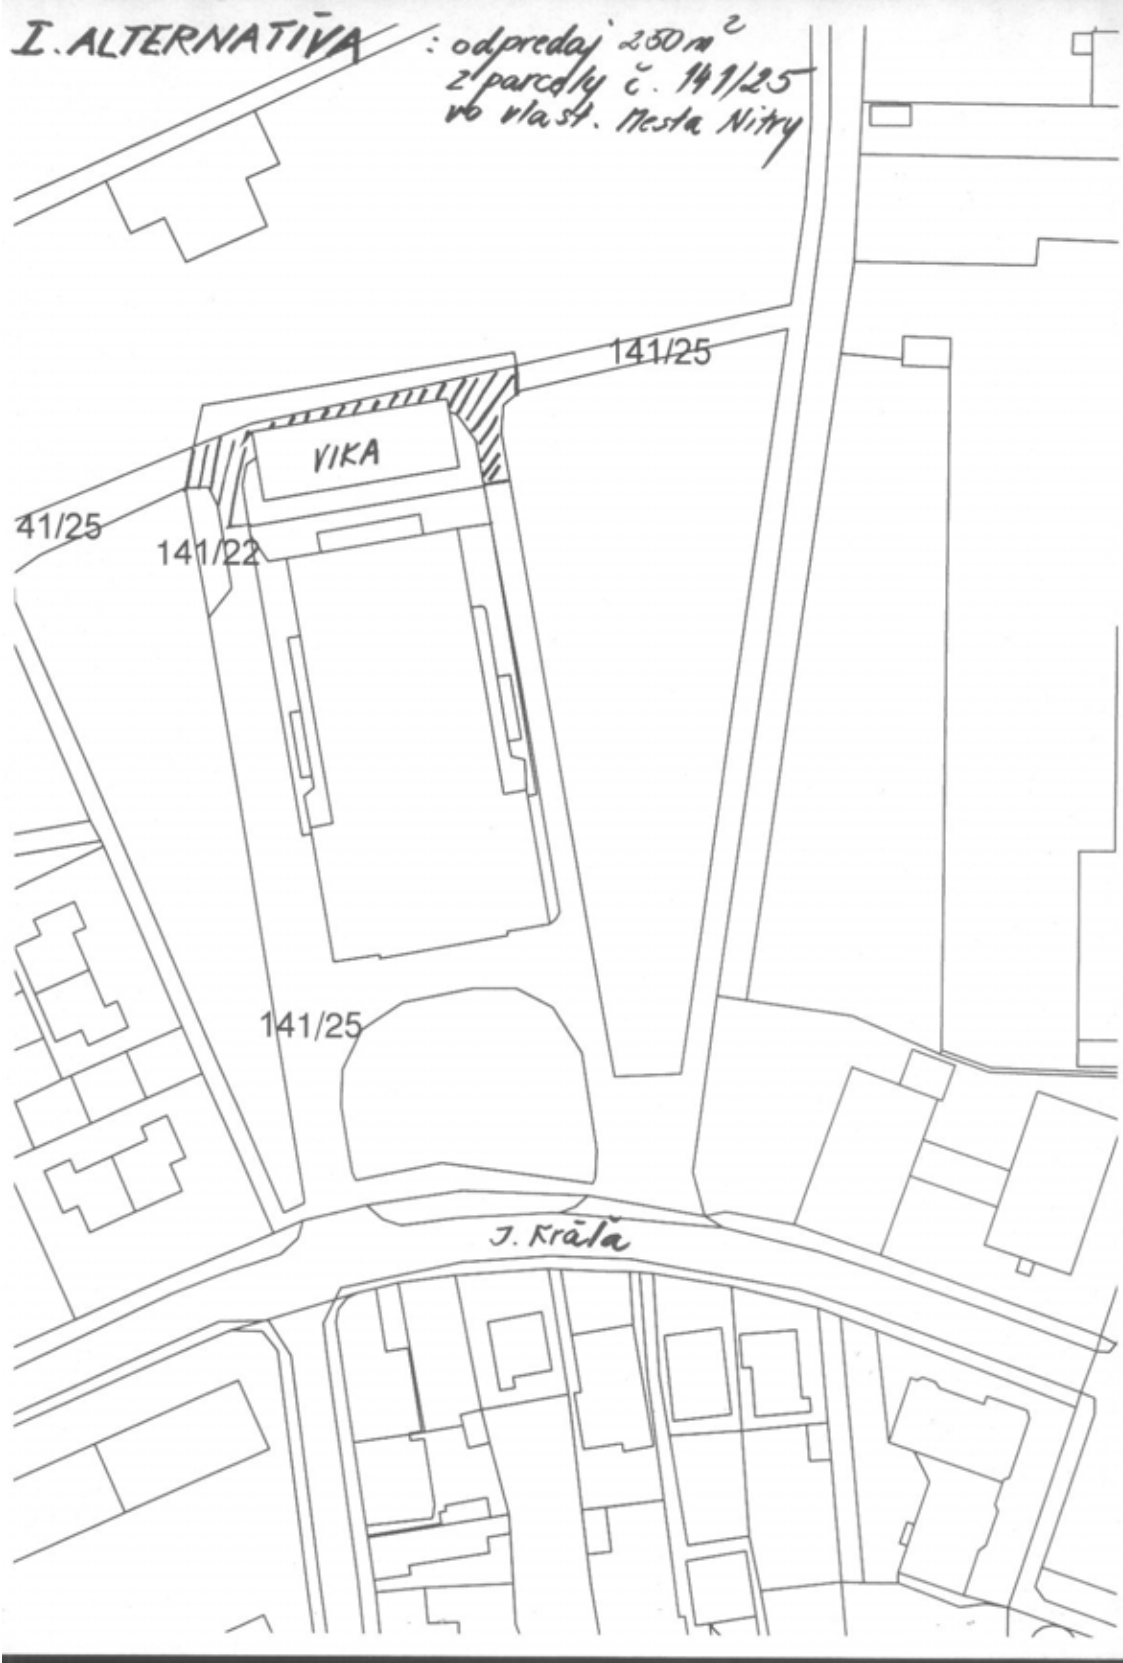 I. ALTERNATÍVA : odpredaj 250 m²
z parcely č. 141/25
vo vlast. Mesta Nitry
141/25
VIKA
41/25
141/22
141/25
J. Kráľa